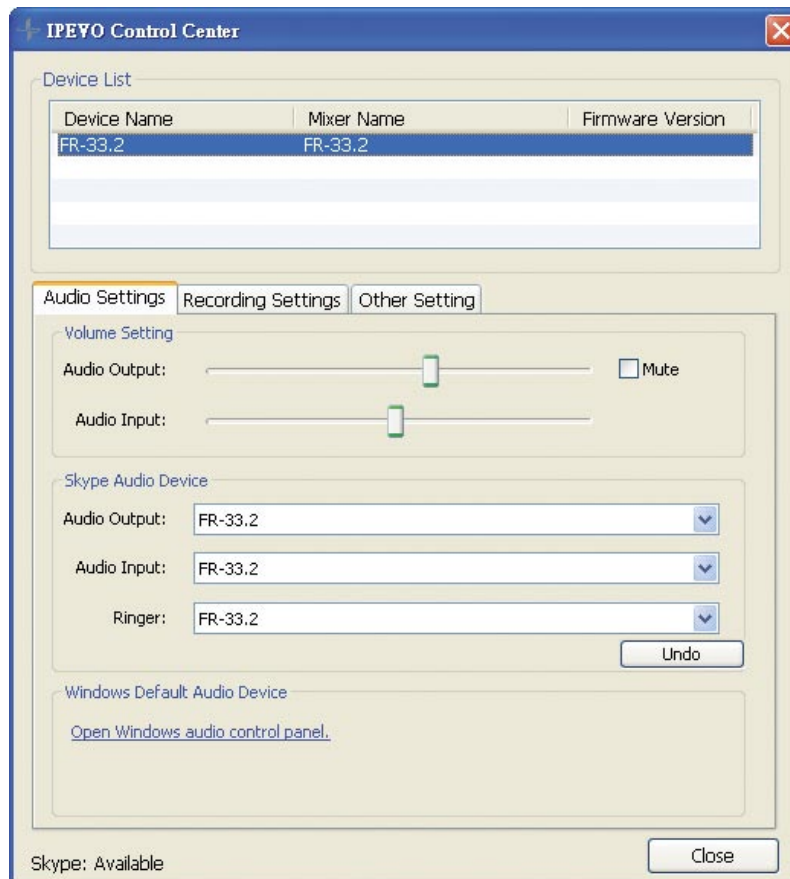 IPEVO Control Center
Device List
Device Name Mixer Name Firmware Version
FR-33.2 FR-33.2
Audio Settings Recording Settings Other Setting
Volume Setting
Audio Output: Mute
Audio Input:
Skype Audio Device
Audio Output: FR-33.2
Audio Input: FR-33.2
Ringer: FR-33.2
Undo
Windows Default Audio Device
Open Windows audio control panel.
Skype: Available Close